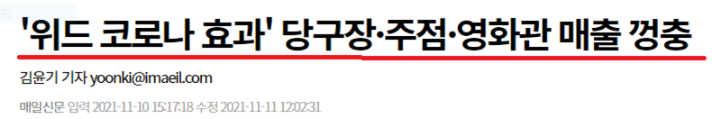 '위드 코로나 효과' 당구장·주점·영화관 매출 껑충
김윤기 기자 yoonki@imaeil.com
매일신문 입력 2021-11-10 15:17:18 수정 2021-11-11 12:02:31